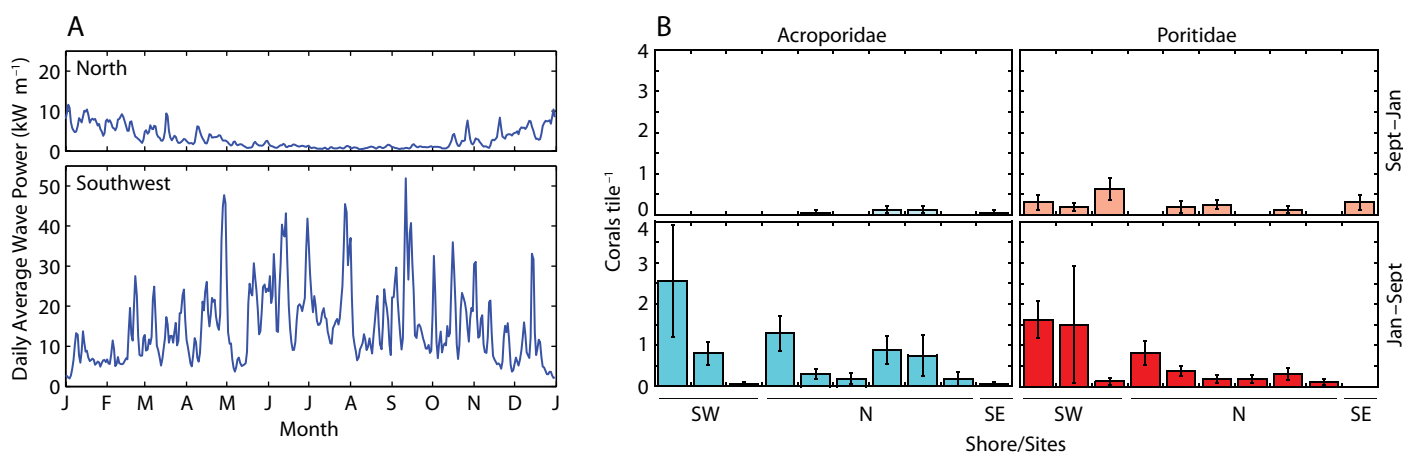 A
North
20
10
0
Southwest
50
40
30
20
10
0
Daily Average Wave Power (kW m⁻¹)
J F M A M J J A S O N D J
Month
B
Acroporidae Poritidae
4
3
2
1
0
Sept–Jan
4
3
2
1
0
Jan–Sept
Corals tile⁻¹
SW N SE SW N SE
Shore/Sites